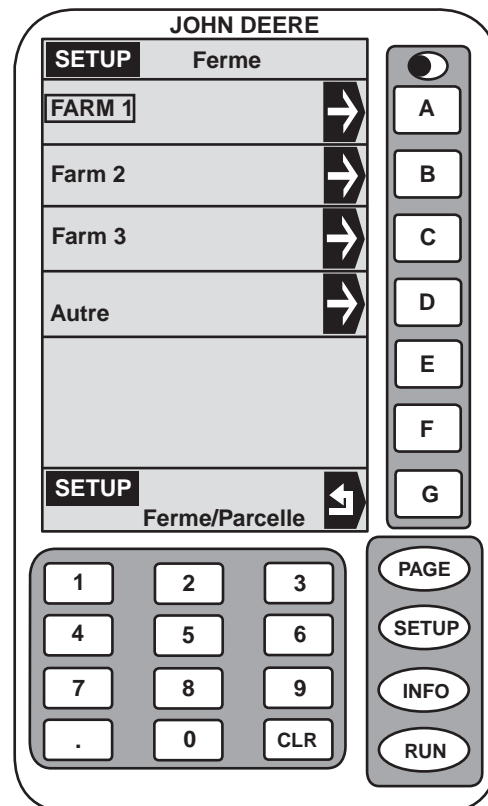 JOHN DEERE
SETUP Ferme
FARM 1 A
Farm 2 B
Farm 3 C
Autre D
E
F
SETUP
Ferme/Parcelle G
1 2 3 PAGE
4 5 6 SETUP
7 8 9 INFO
. 0 CLR RUN